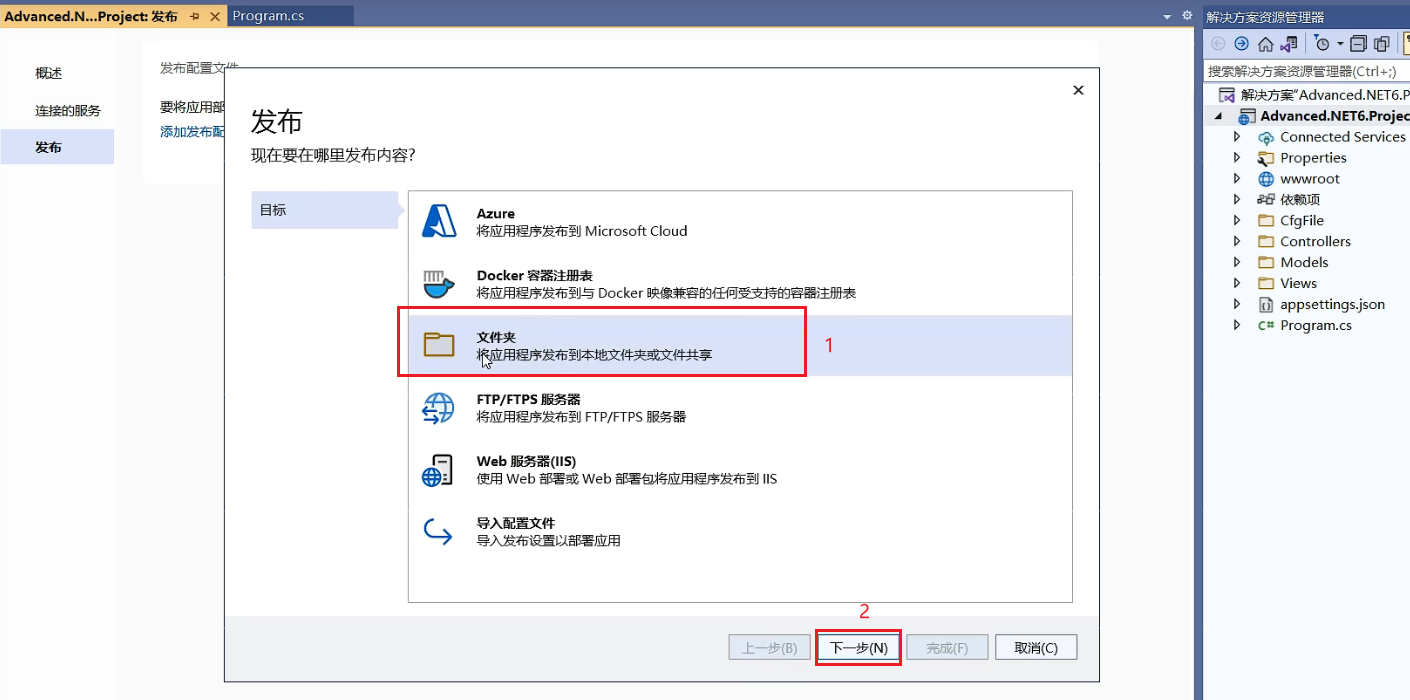 Advanced.N...Project: 发布
Program.cs
解决方案资源管理器
概述
连接的服务
发布
发布配置文件
要将应用部
添加发布配
发布
现在要在哪里发布内容?
目标
Azure
将应用程序发布到 Microsoft Cloud
Docker 容器注册表
将应用程序发布到与 Docker 映像兼容的任何受支持的容器注册表
文件夹
将应用程序发布到本地文件夹或文件共享
1
FTP/FTPS 服务器
将应用程序发布到 FTP/FTPS 服务器
Web 服务器(IIS)
使用 Web 部署或 Web 部署包将应用程序发布到 IIS
导入配置文件
导入发布设置以部署应用
2
上一步(B)
下一步(N)
完成(F)
取消(C)
搜索解决方案资源管理器(Ctrl+;)
解决方案"Advanced.NET6.P
Advanced.NET6.Projec
Connected Services
Properties
wwwroot
依赖项
CfgFile
Controllers
Models
Views
appsettings.json
C# Program.cs